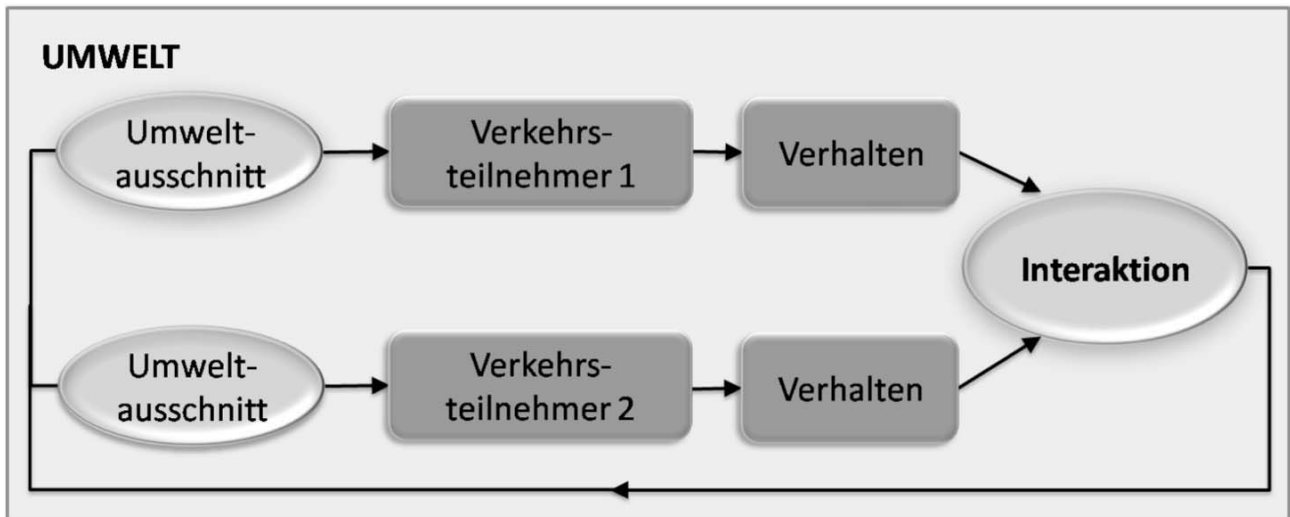 UMWELT
Umwelt-
ausschnitt
Verkehrs-
teilnehmer 1
Verhalten
Interaktion
Umwelt-
ausschnitt
Verkehrs-
teilnehmer 2
Verhalten